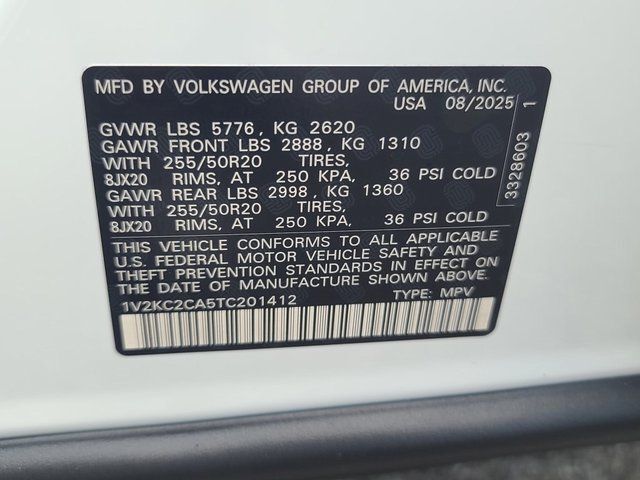 MFD BY VOLKSWAGEN GROUP OF AMERICA, INC.
USA 08/2025
GVWR LBS 5776, KG 2620
GAWR FRONT LBS 2888, KG 1310
WITH 255/50R20 TIRES,
8JX20 RIMS, AT 250 KPA, 36 PSI COLD
GAWR REAR LBS 2998, KG 1360
WITH 255/50R20 TIRES,
8JX20 RIMS, AT 250 KPA, 36 PSI COLD
THIS VEHICLE CONFORMS TO ALL APPLICABLE
U.S. FEDERAL MOTOR VEHICLE SAFETY AND
THEFT PREVENTION STANDARDS IN EFFECT ON
THE DATE OF MANUFACTURE SHOWN ABOVE.
1V2KC2CA5TC201412 TYPE: MPV
3328603 1